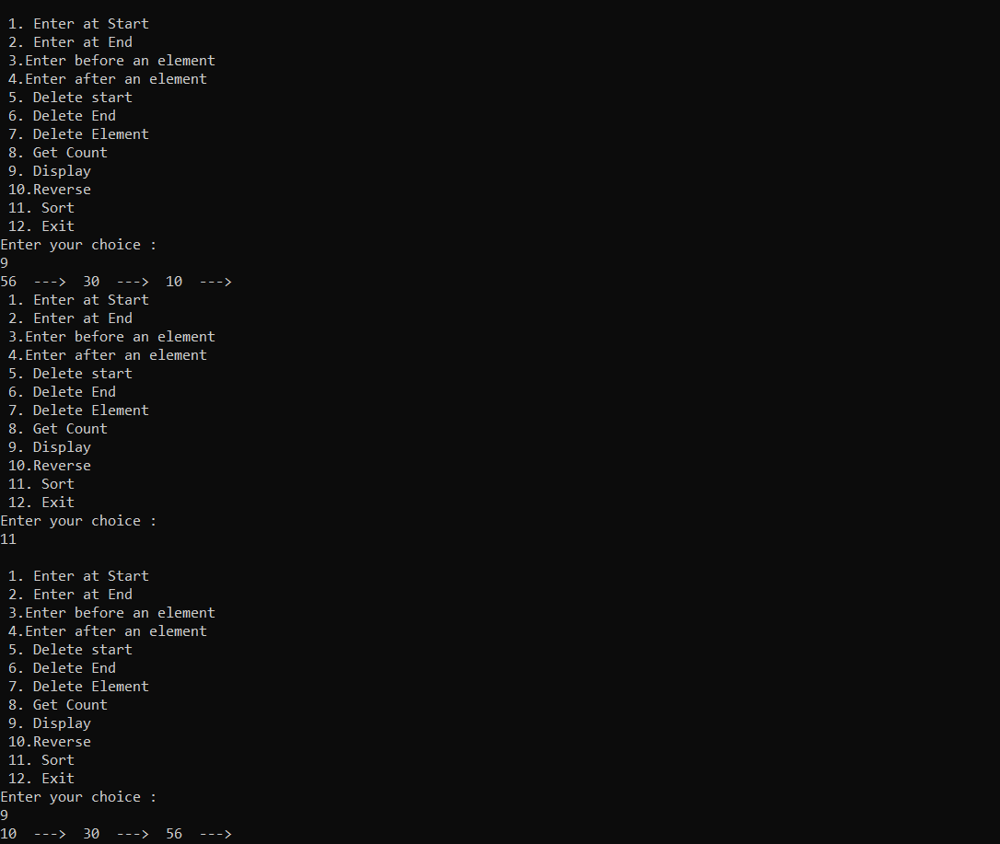 1. Enter at Start
2. Enter at End
3.Enter before an element
4.Enter after an element
5. Delete start
6. Delete End
7. Delete Element
8. Get Count
9. Display
10.Reverse
11. Sort
12. Exit
Enter your choice :
9
56  --->  30  --->  10  --->
1. Enter at Start
2. Enter at End
3.Enter before an element
4.Enter after an element
5. Delete start
6. Delete End
7. Delete Element
8. Get Count
9. Display
10.Reverse
11. Sort
12. Exit
Enter your choice :
11
1. Enter at Start
2. Enter at End
3.Enter before an element
4.Enter after an element
5. Delete start
6. Delete End
7. Delete Element
8. Get Count
9. Display
10.Reverse
11. Sort
12. Exit
Enter your choice :
9
10  --->  30  --->  56  --->